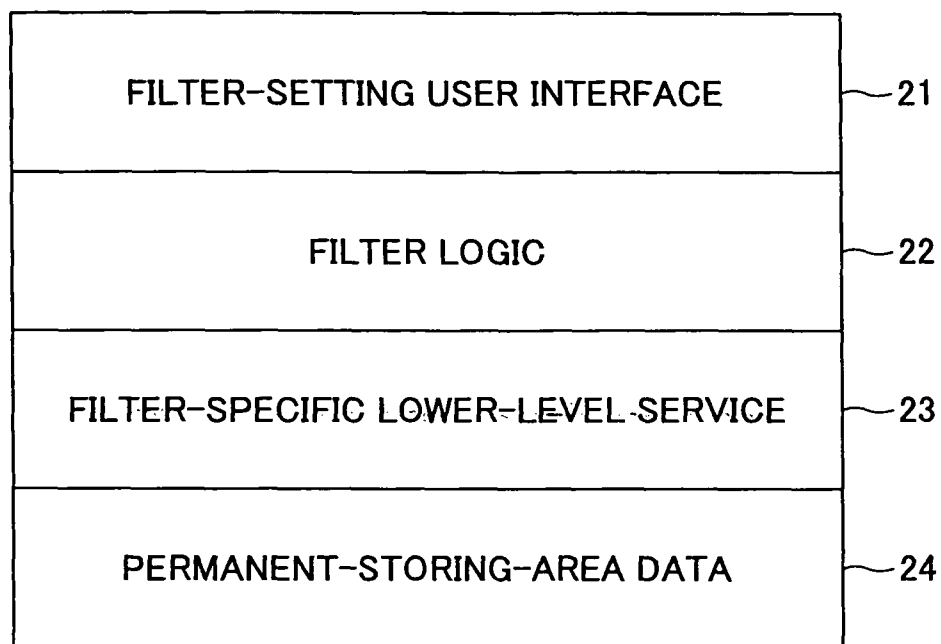 FILTER-SETTING USER INTERFACE 21
FILTER LOGIC 22
FILTER-SPECIFIC LOWER-LEVEL-SERVICE 23
PERMANENT-STORING-AREA DATA 24